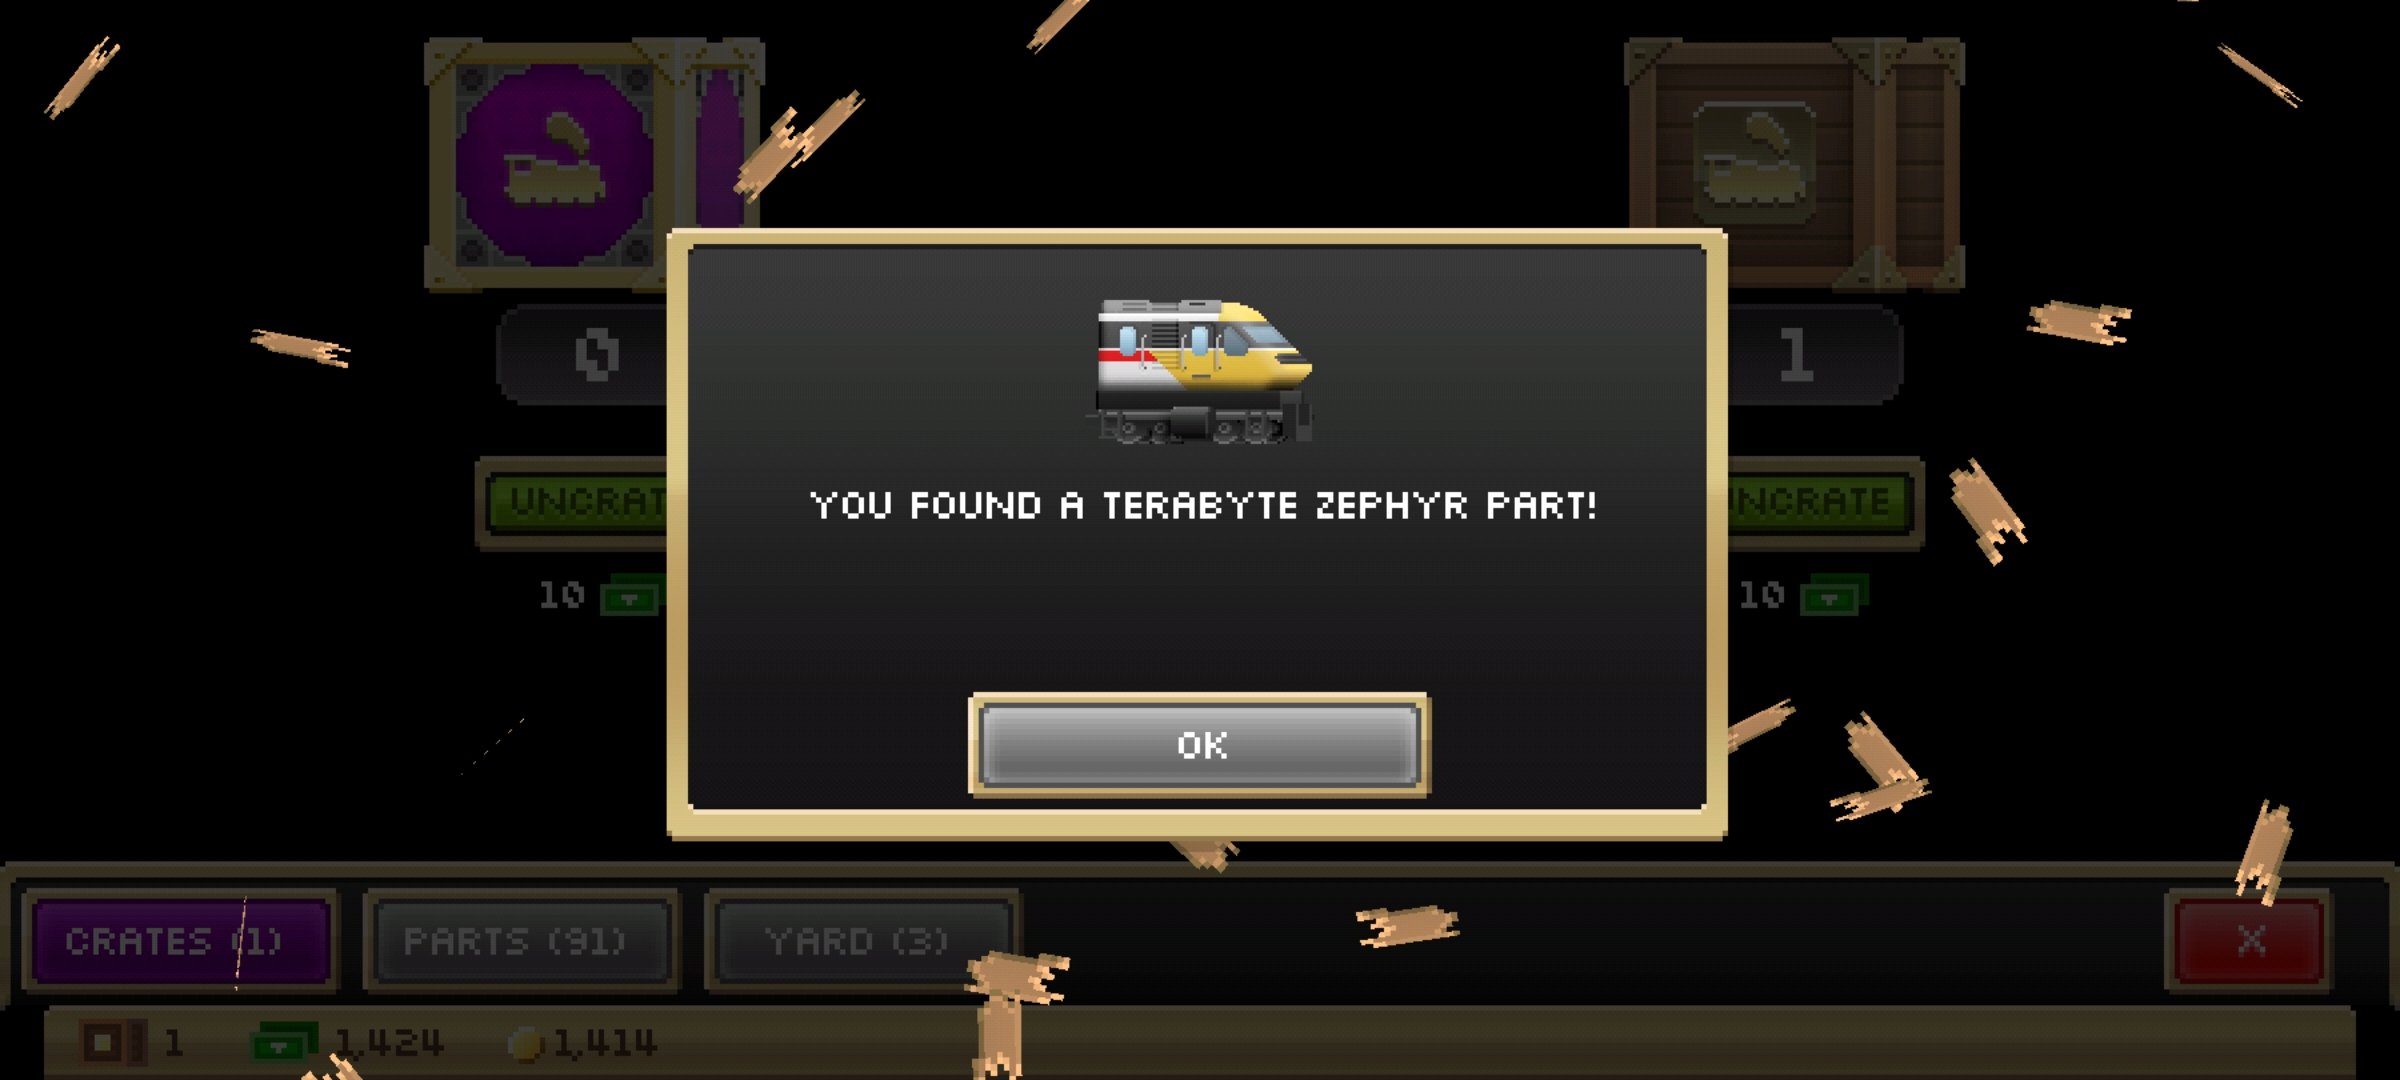 0
1
YOU FOUND A TERABYTE ZEPHYR PART!
UNCRAT
NCRATE
10
10
OK
CRATES (1)
PARTS (91)
YARD (3)
X
1
1,424
1,414